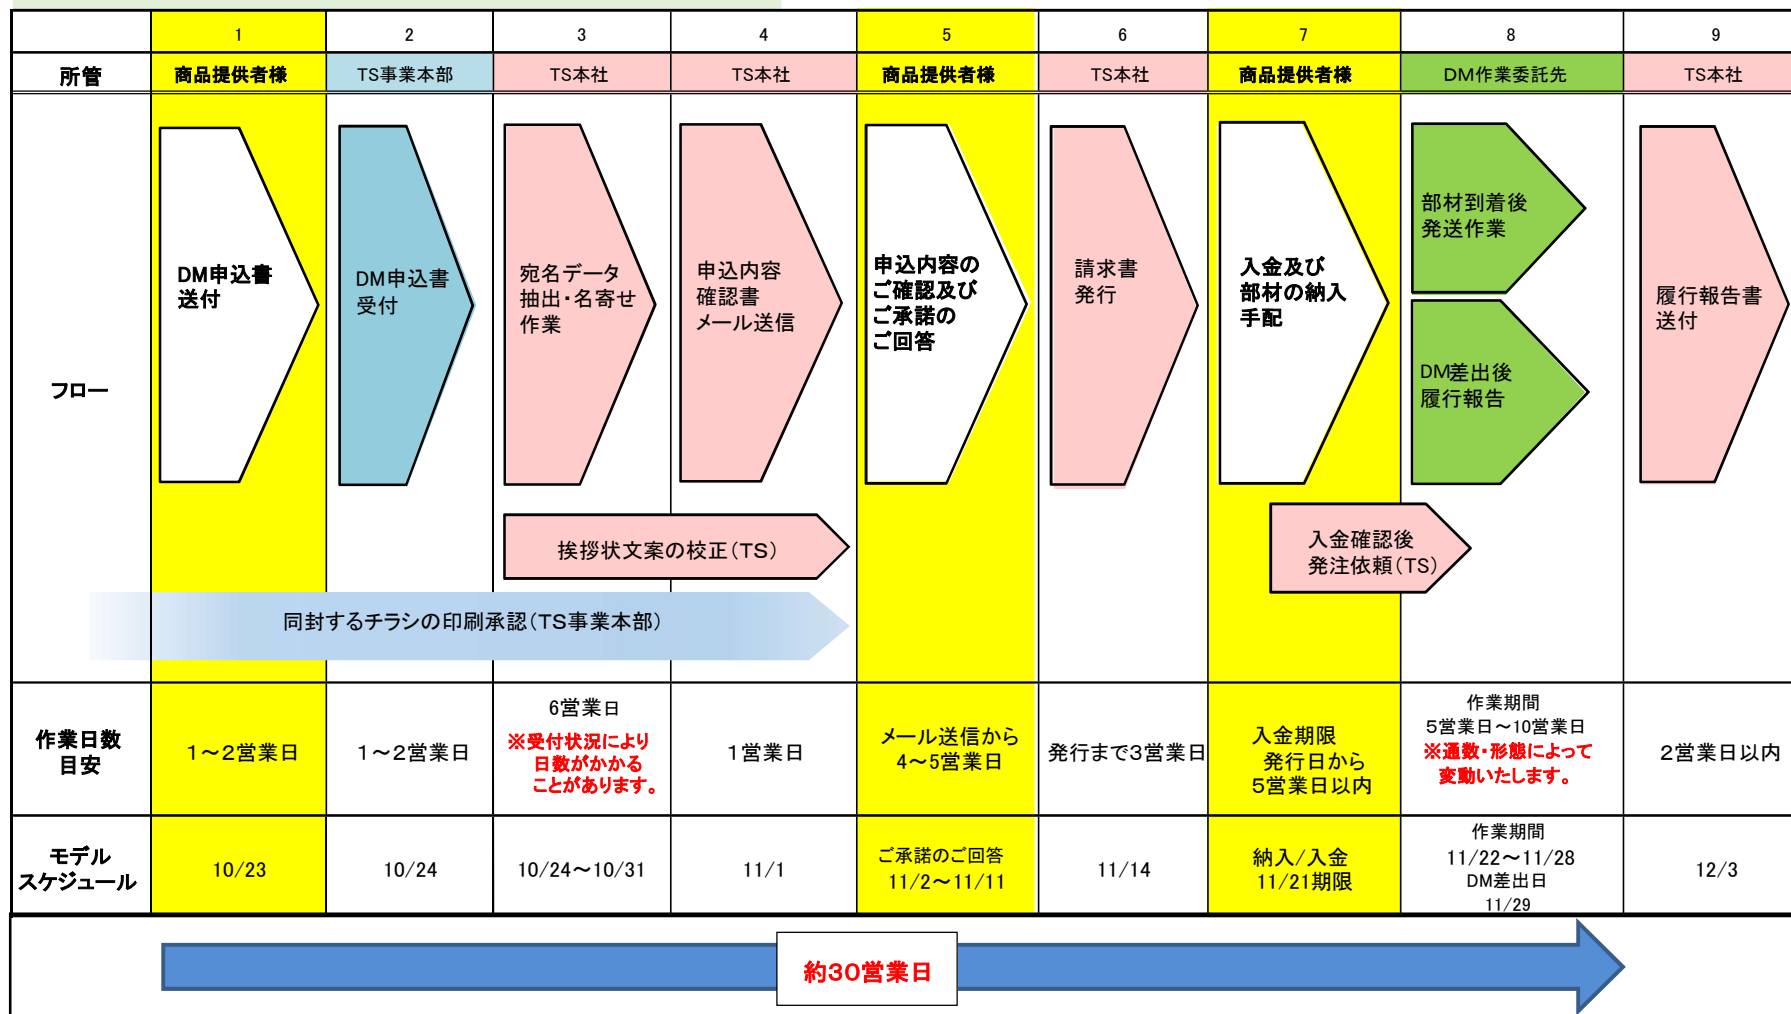 1 2 3 4 5 6 7 8 9
所管 商品提供者様 TS事業本部 TS本社 TS本社 商品提供者様 TS本社 商品提供者様 DM作業委託先 TS本社
フロー
DM申込書
送付
DM申込書
受付
宛名データ
抽出・名寄せ
作業
申込内容
確認書
メール送信
申込内容の
ご確認及び
ご承諾の
ご回答
請求書
発行
入金及び
部材の納入
手配
部材到着後
発送作業
DM差出後
履行報告
履行報告書
送付
挨拶状文案の校正（TS）
入金確認後
発注依頼（TS）
同封するチラシの印刷承認（TS事業本部）
作業日数
目安
1～2営業日
1～2営業日
6営業日
※受付状況により
日数がかかる
ことがあります。
1営業日
メール送信から
4～5営業日
発行まで3営業日
入金期限
発行日から
5営業日以内
作業期間
5営業日～10営業日
※通数・形態によって
変動いたします。
2営業日以内
モデル
スケジュール
10/23
10/24
10/24～10/31
11/1
ご承諾のご回答
11/2～11/11
11/14
納入/入金
11/21期限
作業期間
11/22～11/28
DM差出日
11/29
12/3
約30営業日